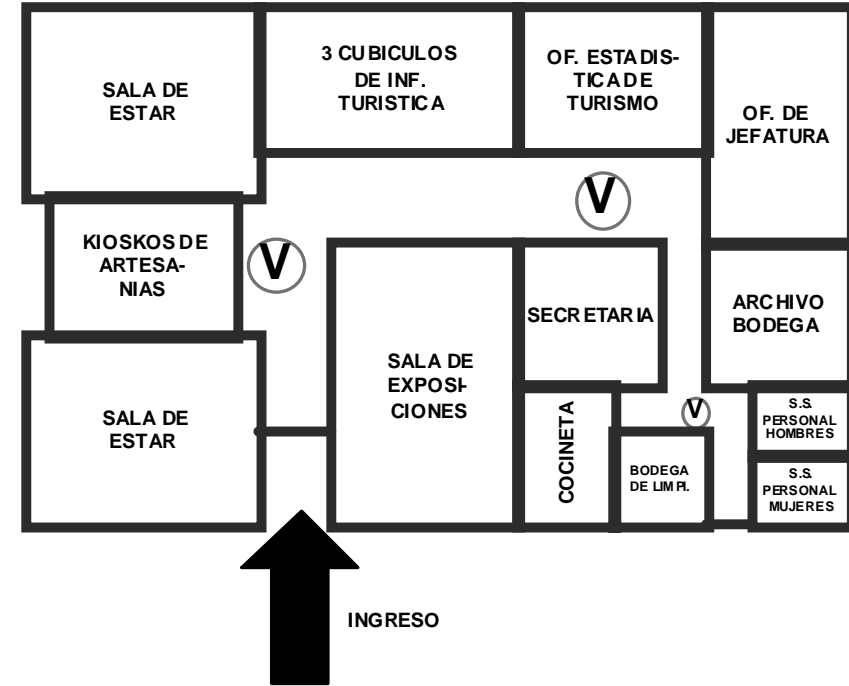 SALA DE
ESTAR
3 CUBICULOS
DE INF.
TURISTICA
OF. ESTADIS-
TICA DE
TURISMO
OF. DE
JEFATURA
V
KIOSKOS DE
ARTESA-
NIAS
V
SECRETARIA
ARCHIVO
BODEGA
SALA DE
EXPOSI-
CIONES
SALA DE
ESTAR
COCINETA
V
S.S.
PERSONAL
HOMBRES
BODEGA
DE LIMPI.
S.S.
PERSONAL
MUJERES
INGRESO